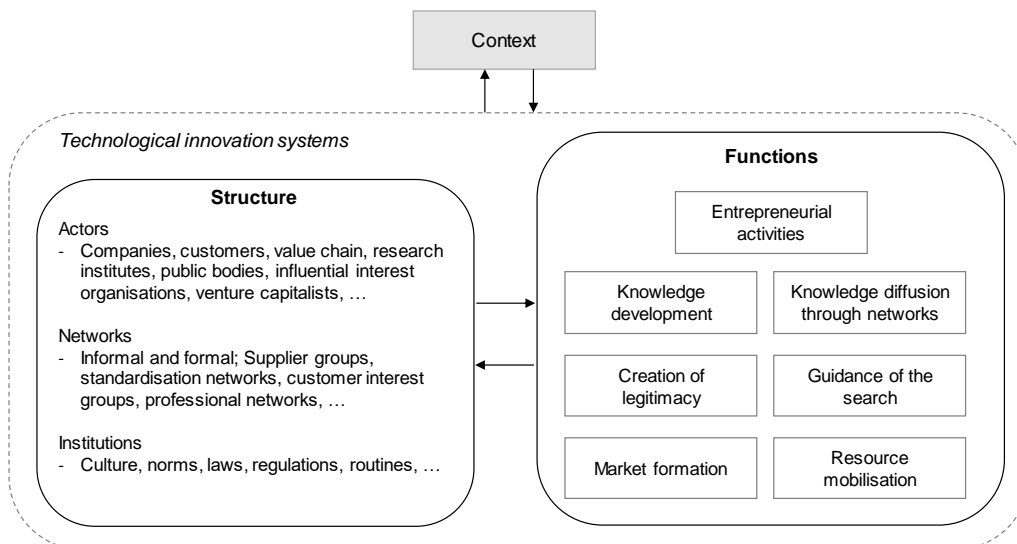 Context
Technological innovation systems
Structure
Actors
- Companies, customers, value chain, research
institutes, public bodies, influential interest
organisations, venture capitalists, …
Networks
- Informal and formal; Supplier groups,
standardisation networks, customer interest
groups, professional networks, …
Institutions
- Culture, norms, laws, regulations, routines, …
Functions
Entrepreneurial
activities
Knowledge
development
Knowledge diffusion
through networks
Creation of
legitimacy
Guidance of the
search
Market formation
Resource
mobilisation